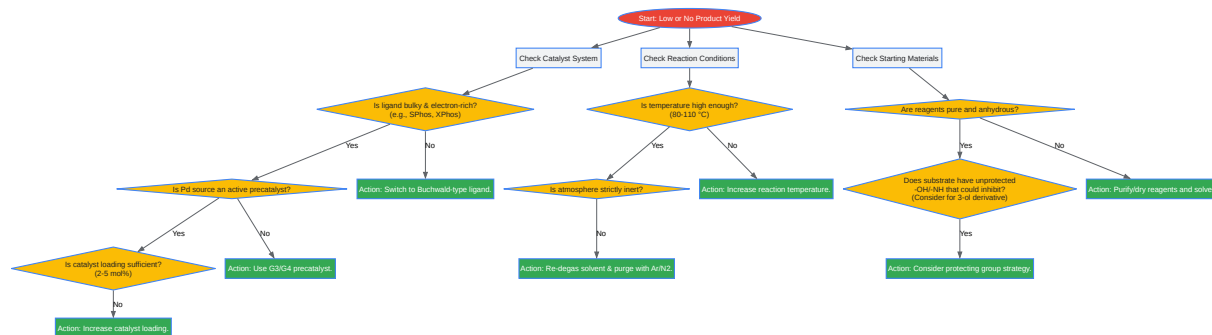 Start: Low or No Product Yield
Check Catalyst System
Check Reaction Conditions
Check Starting Materials
Is ligand bulky & electron-rich?
(e.g., SPhos, XPhos)
Is temperature high enough?
(80-110 °C)
Are reagents pure and anhydrous?
Yes
No
Yes
No
Yes
No
Is Pd source an active precatalyst?
Action: Switch to Buchwald-type ligand.
Is atmosphere strictly inert?
Action: Increase reaction temperature.
Does substrate have unprotected
-OH/-NH that could inhibit?
(Consider for 3-ol derivative)
Action: Purify/dry reagents and solve
Yes
No
No
Yes
Is catalyst loading sufficient?
(2-5 mol%)
Action: Use G3/G4 precatalyst.
Action: Re-degas solvent & purge with Ar/N2.
Action: Consider protecting group strategy.
No
Action: Increase catalyst loading.